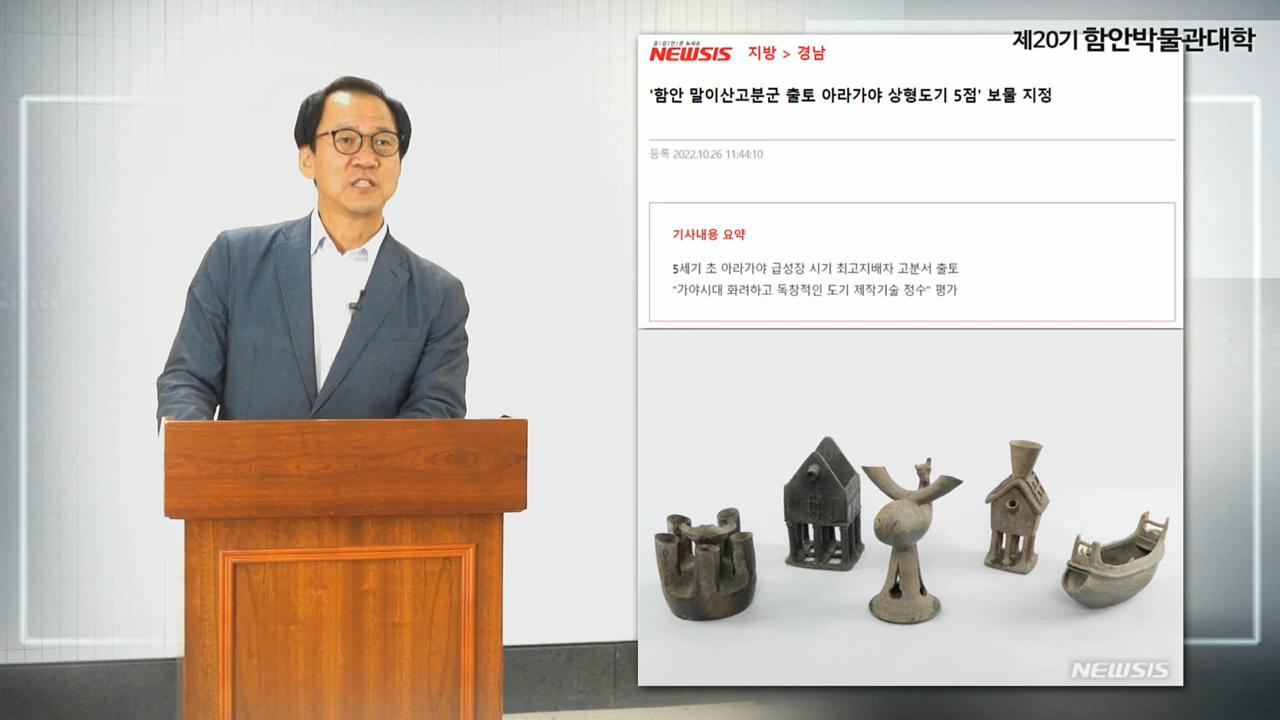 제20기 함안박물관대학
NEWSIS 지방 > 경남
'함안 말이산고분군 출토 아라가야 상형도기 5점' 보물 지정
등록 2022.10.26 11:44:10
기사내용 요약
5세기 초 아라가야 급성장 시기 최고지배자 고분서 출토
"가야시대 화려하고 독창적인 도기 제작기술 정수" 평가
NEWSIS